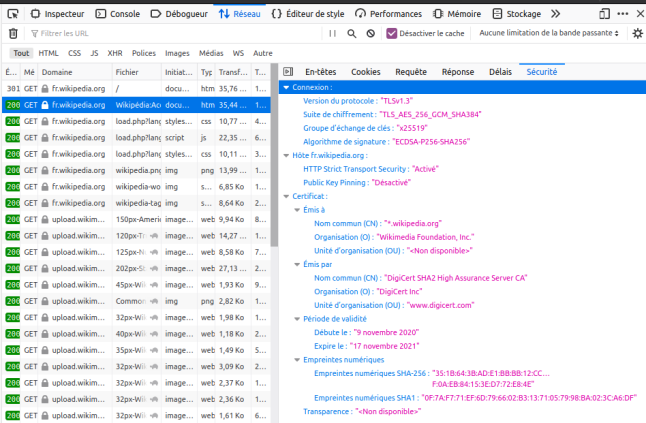 Inspecteur Console Débogueur Réseau Éditeur de style Performances Mémoire Stockage
Filtrer les URL Désactiver le cache Aucune limitation de la bande passante
Tout HTML CSS JS XHR Polices Images Médias WS Autre
É... Mé Domaine Fichier Initiat... Typ Transf... T... En-têtes Cookies Requête Réponse Délais Sécurité
301 GET fr.wikipedia.org / docu... htm 35,76 ... 1...
200 GET fr.wikipedia.org Wikipédia:Acc docu... htm 35,44 ... 1...
200 GET fr.wikipedia.org load.php?lang styles... css 10,77 ... 4...
200 GET fr.wikipedia.org load.php?lang script js 22,35 ... 6...
200 GET fr.wikipedia.org load.php?lang styles... css 10,11 ... 3...
200 GET fr.wikipedia.org wikipedia.png img png 13,99 ... 1...
200 GET fr.wikipedia.org wikipedia-wo img s... 6,85 Ko 1...
200 GET fr.wikipedia.org wikipedia-tag img s... 8,64 Ko 2...
200 GET upload.wikim... 150px-Ameri image... web 9,94 Ko 8...
200 GET upload.wikim... 120px-Tr image... web 14,27 ... 1...
200 GET upload.wikim... 125px-N image... web 8,58 Ko 7...
200 GET upload.wikim... 202px-St image... web 27,13 ... 2...
200 GET upload.wikim... 45px-Wi image... web 1,93 Ko 9...
200 GET upload.wikim... Common img png 2,82 Ko 1...
200 GET upload.wikim... 32px-Wi image... web 1,98 Ko 1...
200 GET upload.wikim... 40px-Wi image... web 1,18 Ko 2...
200 GET upload.wikim... 35px-Wi image... web 1,49 Ko 5...
200 GET upload.wikim... 32px-Wi image... web 3,09 Ko 2...
200 GET upload.wikim... 32px-Wi image... web 2,37 Ko 1...
200 GET upload.wikim... 32px-Wi image... web 2,36 Ko 1...
200 GET upload.wikim... 32px-Wi image... web 1,61 Ko 6...
Connexion :
Version du protocole : "TLSv1.3"
Suite de chiffrement : "TLS_AES_256_GCM_SHA384"
Groupe d'échange de clés : "x25519"
Algorithme de signature : "ECDSA-P256-SHA256"
Hôte fr.wikipedia.org :
HTTP Strict Transport Security : "Activé"
Public Key Pinning : "Désactivé"
Certificat :
Émis à
Nom commun (CN) : "*.wikipedia.org"
Organisation (O) : "Wikimedia Foundation, Inc."
Unité d'organisation (OU) : "<Non disponible>"
Émis par
Nom commun (CN) : "DigiCert SHA2 High Assurance Server CA"
Organisation (O) : "DigiCert Inc"
Unité d'organisation (OU) : "www.digicert.com"
Période de validité
Débute le : "9 novembre 2020"
Expire le : "17 novembre 2021"
Empreintes numériques
Empreintes numériques SHA-256 : "35:1B:64:3B:AD:E1:BB:BB:12:CC...
F:0A:EB:84:15:3E:D7:72:E8:4E"
Empreintes numériques SHA1 : "0F:7A:F7:71:EF:6D:79:66:02:B3:13:71:05:79:98:BA:02:3C:A6:DF"
Transparence : "<Non disponible>"